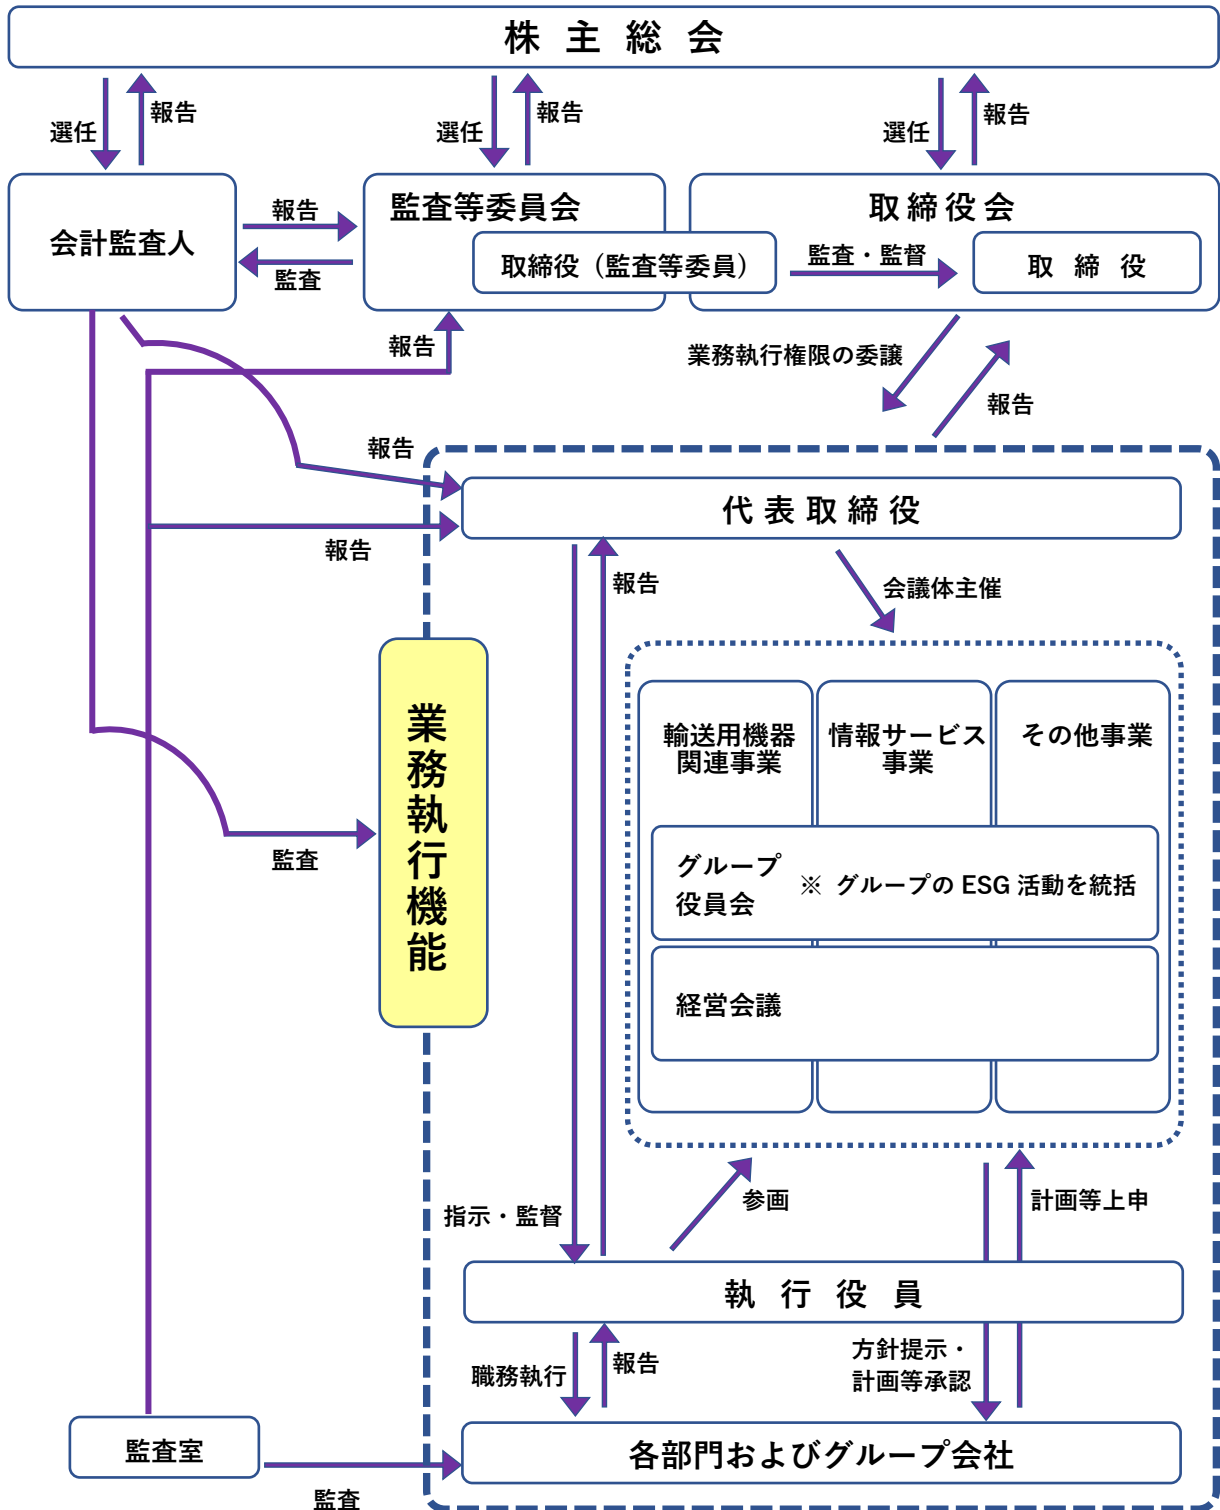 株主総会
選任
報告
選任
報告
選任
報告
会計監査人
報告
監査
監査等委員会
取締役（監査等委員）
取締役会
監査・監督
取締役
報告
業務執行権限の委譲
報告
報告
代表取締役
報告
報告
会議体主催
業務執行機能
輸送用機器
関連事業
情報サービス
事業
その他事業
監査
グループ
役員会
※ グループの ESG 活動を統括
経営会議
指示・監督
参画
計画等上申
執行役員
職務執行
報告
方針提示・
計画等承認
監査室
監査
各部門およびグループ会社